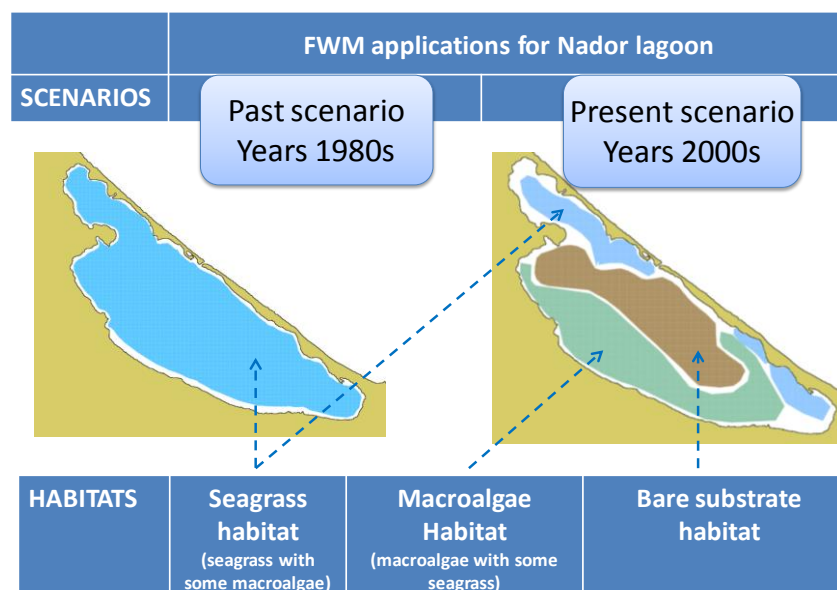 FWM applications for Nador lagoon
SCENARIOS
Past scenario
Years 1980s
Present scenario
Years 2000s
HABITATS
Seagrass
habitat
(seagrass with
some macroalgae)
Macroalgae
Habitat
(macroalgae with some
seagrass)
Bare substrate
habitat